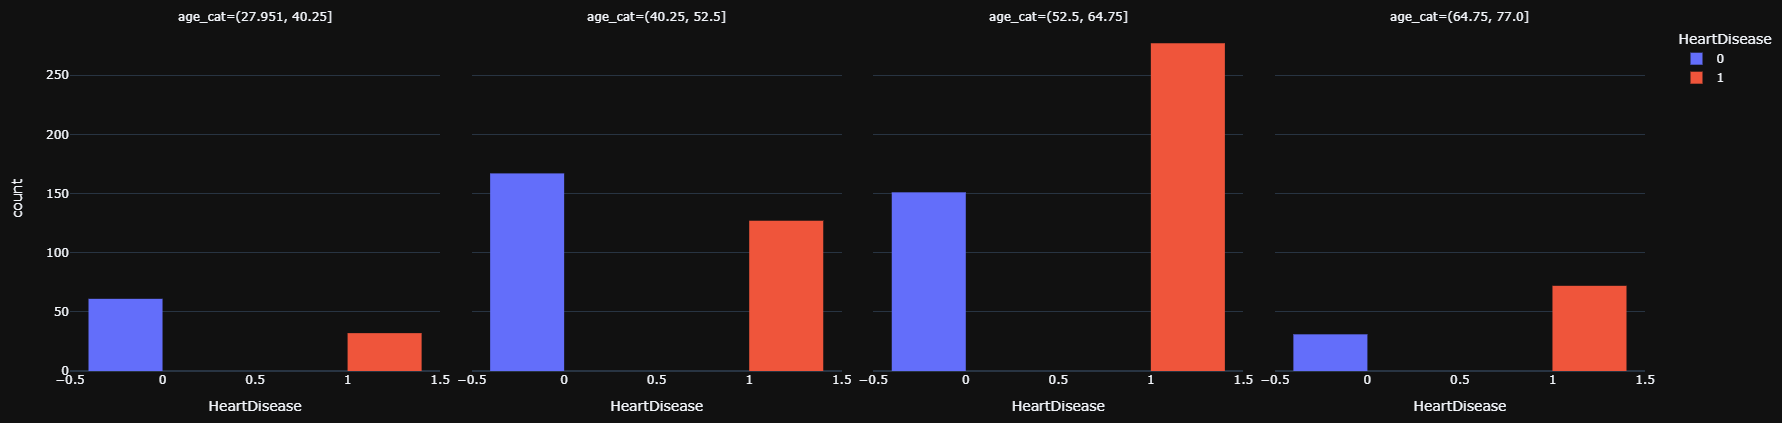 age_cat=(27.951, 40.25]
age_cat=(40.25, 52.5]
age_cat=(52.5, 64.75]
age_cat=(64.75, 77.0]
HeartDisease
0
1
count
250
200
150
100
50
0
−0.5 0 0.5 1 1.5
−0.5 0 0.5 1 1.5
−0.5 0 0.5 1 1.5
−0.5 0 0.5 1 1.5
HeartDisease
HeartDisease
HeartDisease
HeartDisease